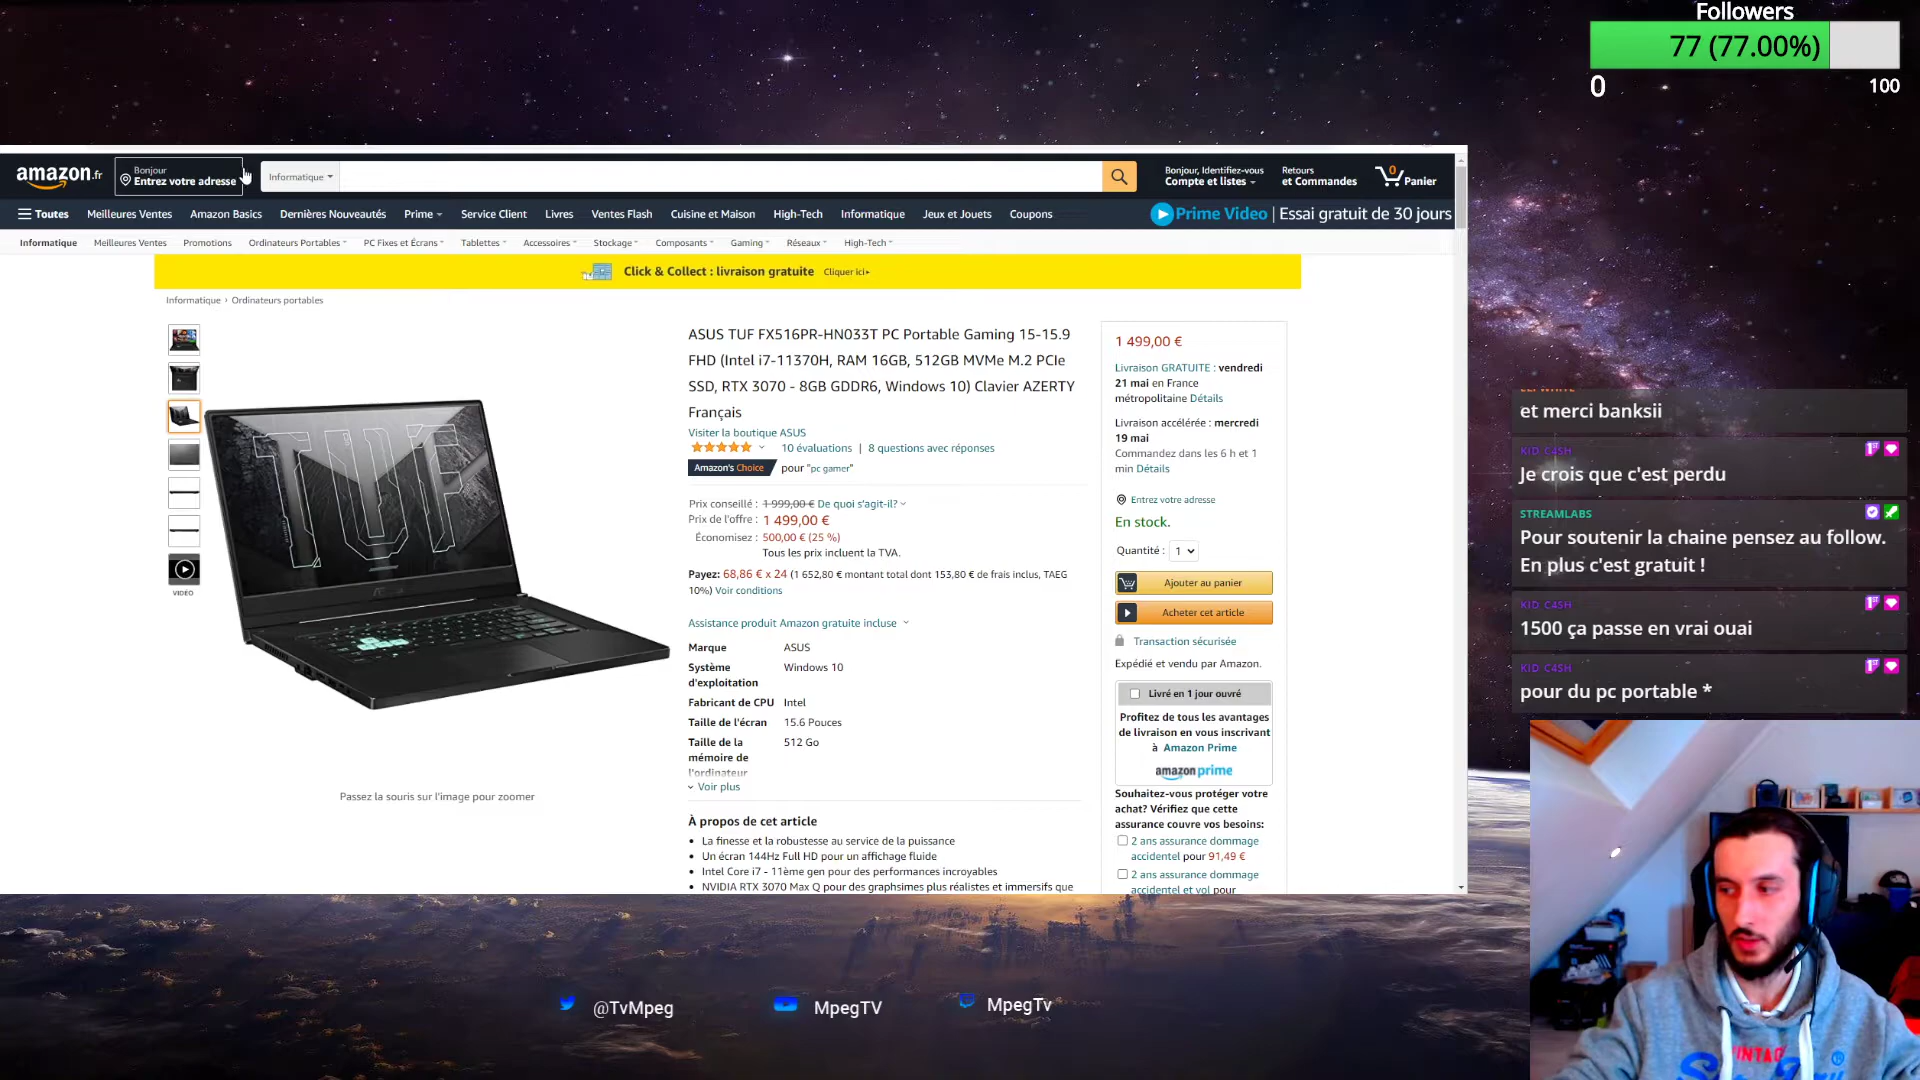 Followers
77 (77.00%)
0
100
amazon.fr
Bonjour
Entrez votre adresse
Informatique
Bonjour, Identifiez-vous
Compte et listes
Retours
et Commandes
0
Panier
Toutes
Meilleures Ventes
Amazon Basics
Dernières Nouveautés
Prime
Service Client
Livres
Ventes Flash
Cuisine et Maison
High-Tech
Informatique
Jeux et Jouets
Coupons
Prime Video | Essai gratuit de 30 jours
Informatique
Meilleures Ventes
Promotions
Ordinateurs Portables
PC Fixes et Écrans
Tablettes
Accessoires
Stockage
Composants
Gaming
Réseaux
High-Tech
Click & Collect : livraison gratuite Cliquer ici
Informatique › Ordinateurs portables
TUF
VIDEO
Passez la souris sur l'image pour zoomer
ASUS TUF FX516PR-HN033T PC Portable Gaming 15-15.9
FHD (Intel i7-11370H, RAM 16GB, 512GB MVMe M.2 PCIe
SSD, RTX 3070 - 8GB GDDR6, Windows 10) Clavier AZERTY
Français
Visiter la boutique ASUS
10 évaluations | 8 questions avec réponses
Amazon's Choice pour "pc gamer"
Prix conseillé : 1 999,00 € De quoi s'agit-il?
Prix de l'offre : 1 499,00 €
Économisez : 500,00 € (25 %)
Tous les prix incluent la TVA.
Payez: 68,86 € x 24 (1 652,80 € montant total dont 153,80 € de frais inclus, TAEG
10%) Voir conditions
Assistance produit Amazon gratuite incluse
Marque ASUS
Système Windows 10
d'exploitation
Fabricant de CPU Intel
Taille de l'écran 15.6 Pouces
Taille de la 512 Go
mémoire de
l'ordinateur
Voir plus
À propos de cet article
• La finesse et la robustesse au service de la puissance
• Un écran 144Hz Full HD pour un affichage fluide
• Intel Core i7 - 11ème gen pour des performances incroyables
• NVIDIA RTX 3070 Max Q pour des graphsimes plus réalistes et immersifs que
1 499,00 €
Livraison GRATUITE : vendredi
21 mai en France
métropolitaine Détails
Livraison accélérée : mercredi
19 mai
Commandez dans les 6 h et 1
min Détails
Entrez votre adresse
En stock.
Quantité : 1
Ajouter au panier
Acheter cet article
Transaction sécurisée
Expédié et vendu par Amazon.
Livré en 1 jour ouvré
Profitez de tous les avantages
de livraison en vous inscrivant
à Amazon Prime
amazon prime
Souhaitez-vous protéger votre
achat? Vérifiez que cette
assurance couvre vos besoins:
2 ans assurance dommage
accidentel pour 91,49 €
2 ans assurance dommage
accidentel et vol pour
et merci banksii
KID C4SH
Je crois que c'est perdu
STREAMLABS
Pour soutenir la chaine pensez au follow.
En plus c'est gratuit !
KID C4SH
1500 ça passe en vrai ouai
KID C4SH
pour du pc portable *
@TvMpeg
MpegTV
MpegTv
VINTAGE